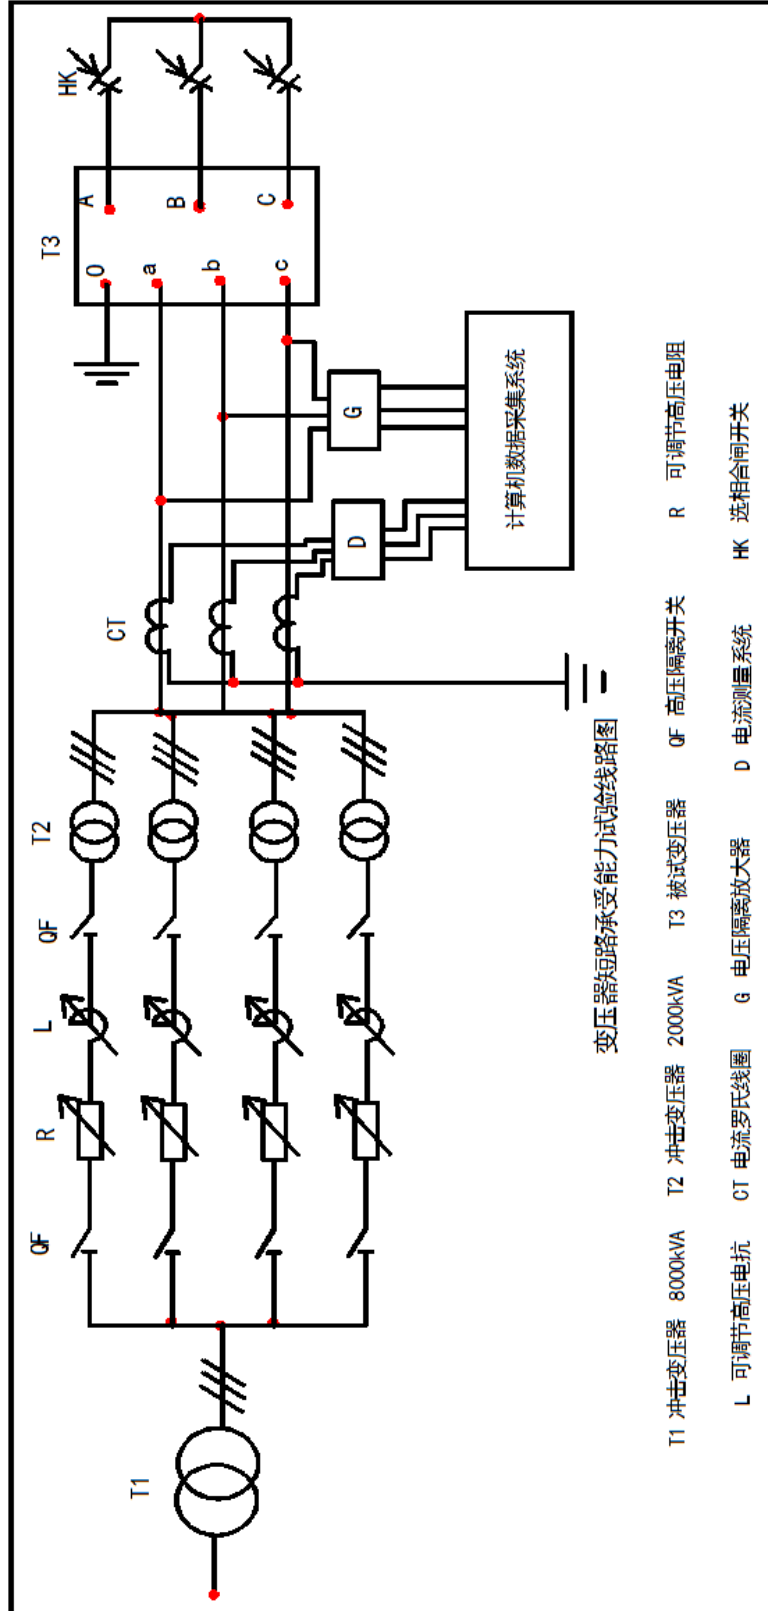 QF
R
L
QF
T2
T3
HK
A
O
CT
T1
a
B
b
C
c
G
D
计算机数据采集系统
变压器短路承受能力试验线路图
T1 冲击变压器 8000kVA T2 冲击变压器 2000kVA T3 被试变压器 QF 高压隔离开关 R 可调节高压电阻
L 可调节高压电抗 CT 电流罗氏线圈 G 电压隔离放大器 D 电流测量系统 HK 选相合闸开关